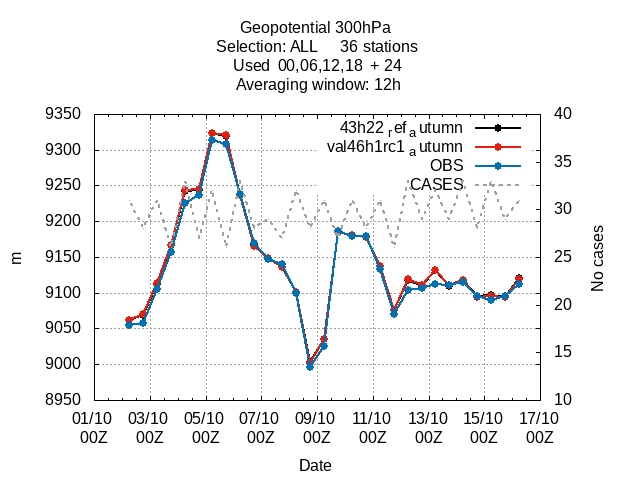 Geopotential 300hPa
Selection: ALL 36 stations
Used 00,06,12,18 + 24
Averaging window: 12h
9350 40
43h22 ref autumn
val46h1rc1 autumn
9300
35
OBS
9250
CASES
30
9200
9150 25
m
No cases
9100
20
9050
15
9000
8950 10
01/10 03/10 05/10 07/10 09/10 11/10 13/10 15/10 17/10
00Z 00Z 00Z 00Z 00Z 00Z 00Z 00Z 00Z
Date